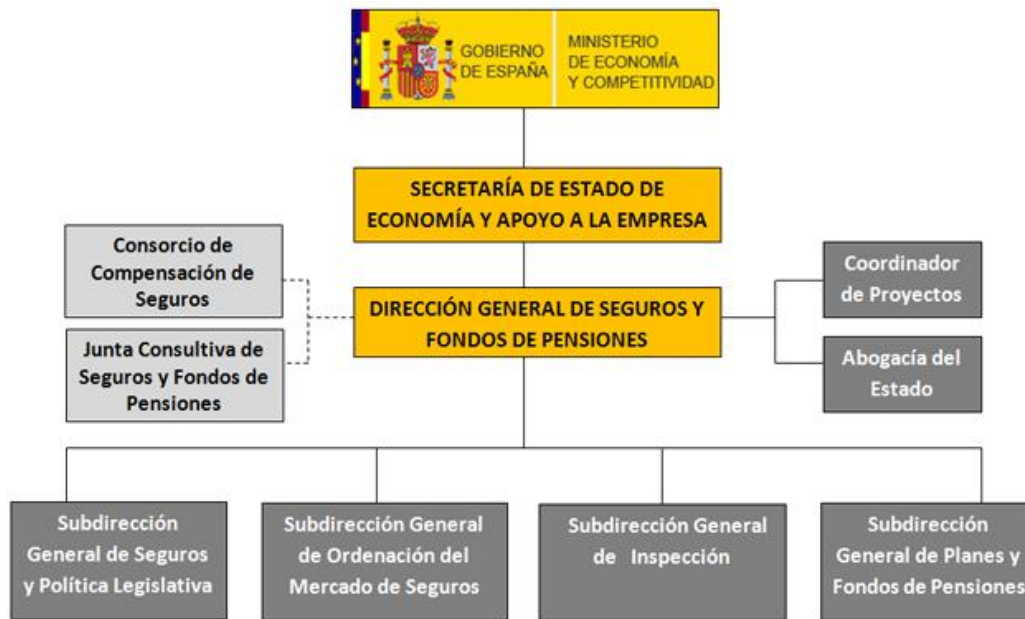 GOBIERNO
DE ESPAÑA
MINISTERIO
DE ECONOMÍA
Y COMPETITIVIDAD
SECRETARÍA DE ESTADO DE
ECONOMÍA Y APOYO A LA EMPRESA
Consorcio de
Compensación de
Seguros
Junta Consultiva de
Seguros y Fondos de
Pensiones
DIRECCIÓN GENERAL DE SEGUROS Y
FONDOS DE PENSIONES
Coordinador
de Proyectos
Abogacía del
Estado
Subdirección
General de Seguros
y Política Legislativa
Subdirección General
de Ordenación del
Mercado de Seguros
Subdirección General
de Inspección
Subdirección
General de Planes y
Fondos de Pensiones